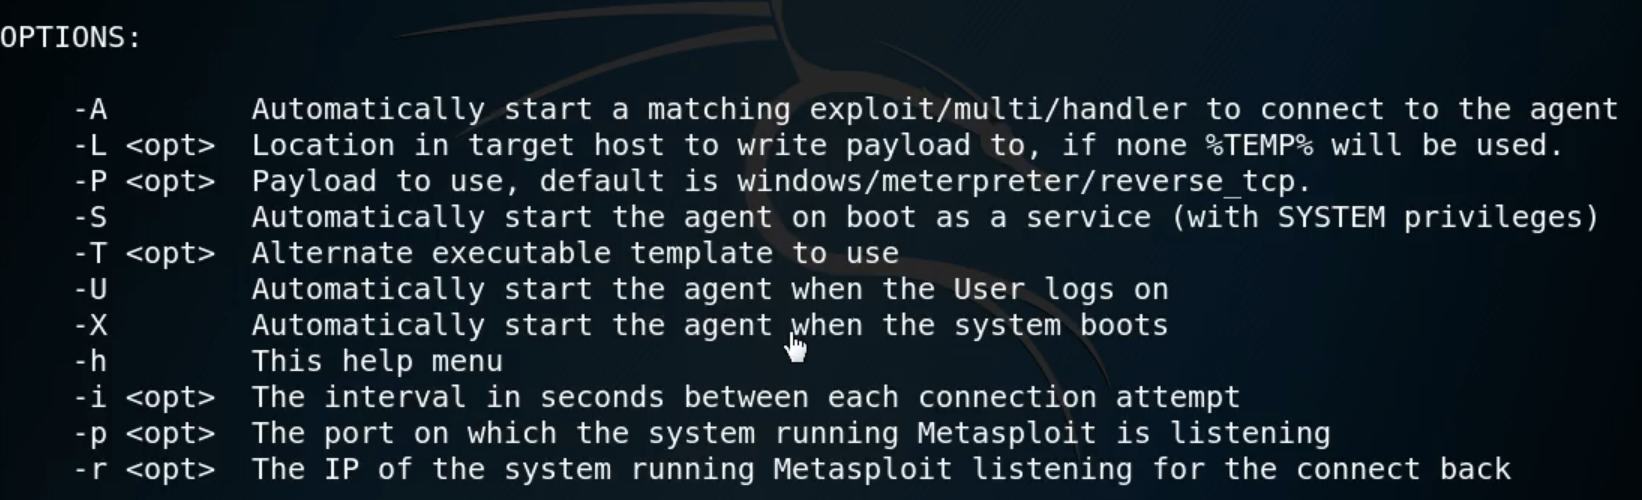 OPTIONS:
-A Automatically start a matching exploit/multi/handler to connect to the agent
-L <opt> Location in target host to write payload to, if none %TEMP% will be used.
-P <opt> Payload to use, default is windows/meterpreter/reverse_tcp.
-S Automatically start the agent on boot as a service (with SYSTEM privileges)
-T <opt> Alternate executable template to use
-U Automatically start the agent when the User logs on
-X Automatically start the agent when the system boots
-h This help menu
-i <opt> The interval in seconds between each connection attempt
-p <opt> The port on which the system running Metasploit is listening
-r <opt> The IP of the system running Metasploit listening for the connect back